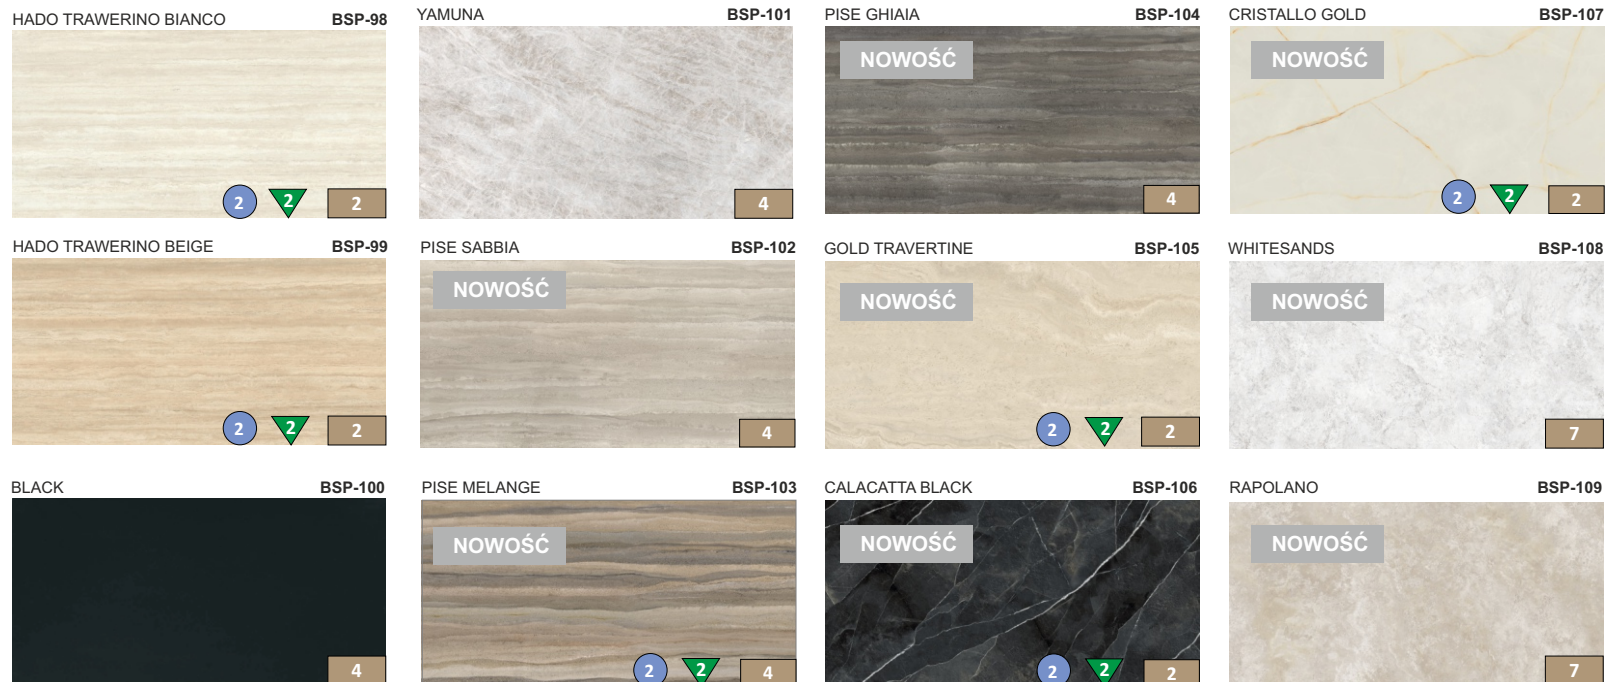 HADO TRAWERINO BIANCO BSP-98
2 2 2
YAMUNA BSP-101
4
PISE GHIAIA BSP-104
NOWOŚĆ
4
CRISTALLO GOLD BSP-107
NOWOŚĆ
2 2 2
HADO TRAWERINO BEIGE BSP-99
2 2 2
PISE SABBIA BSP-102
NOWOŚĆ
4
GOLD TRAVERTINE BSP-105
NOWOŚĆ
2 2 2
WHITESANDS BSP-108
NOWOŚĆ
7
BLACK BSP-100
4
PISE MELANGE BSP-103
NOWOŚĆ
2 2 4
CALACATTA BLACK BSP-106
NOWOŚĆ
2 2 2
RAPOLANO BSP-109
NOWOŚĆ
7